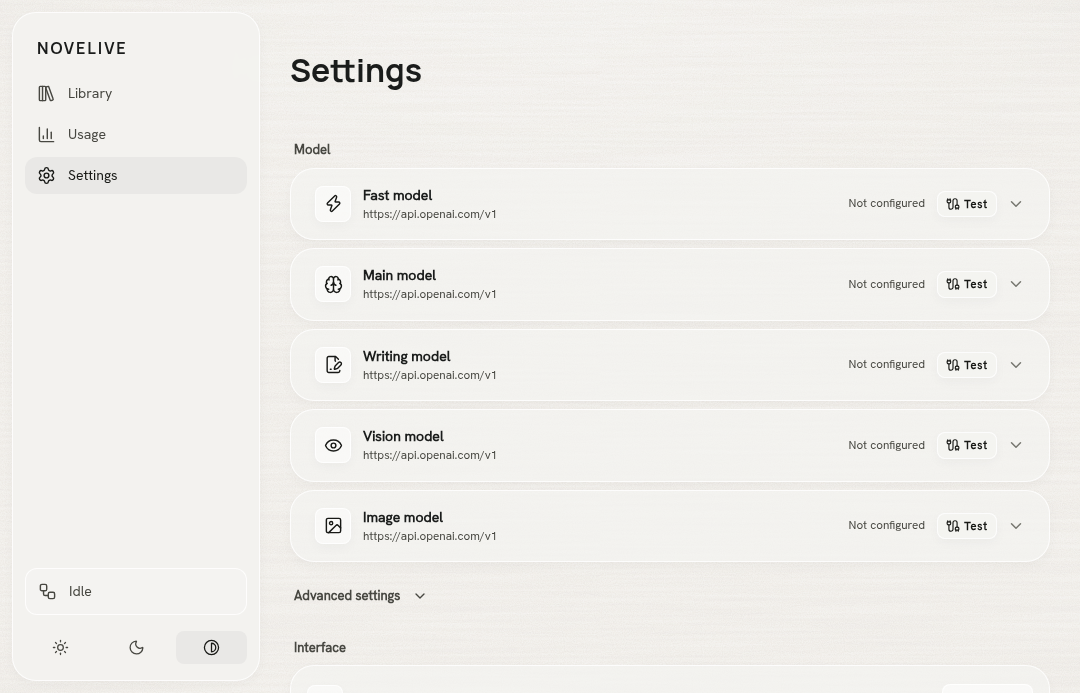 NOVELIVE
Library
Usage
Settings
Idle
Settings
Model
Fast model
https://api.openai.com/v1
Not configured
Test
Main model
https://api.openai.com/v1
Not configured
Test
Writing model
https://api.openai.com/v1
Not configured
Test
Vision model
https://api.openai.com/v1
Not configured
Test
Image model
https://api.openai.com/v1
Not configured
Test
Advanced settings
Interface